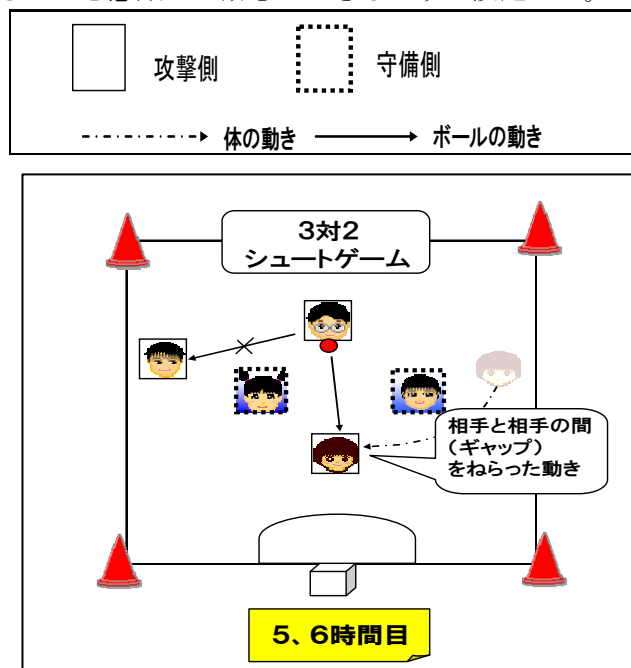 攻撃側
守備側
体の動き
ボールの動き
3対2
シュートゲーム
相手と相手の間
（ギャップ）
をねらった動き
5、6時間目